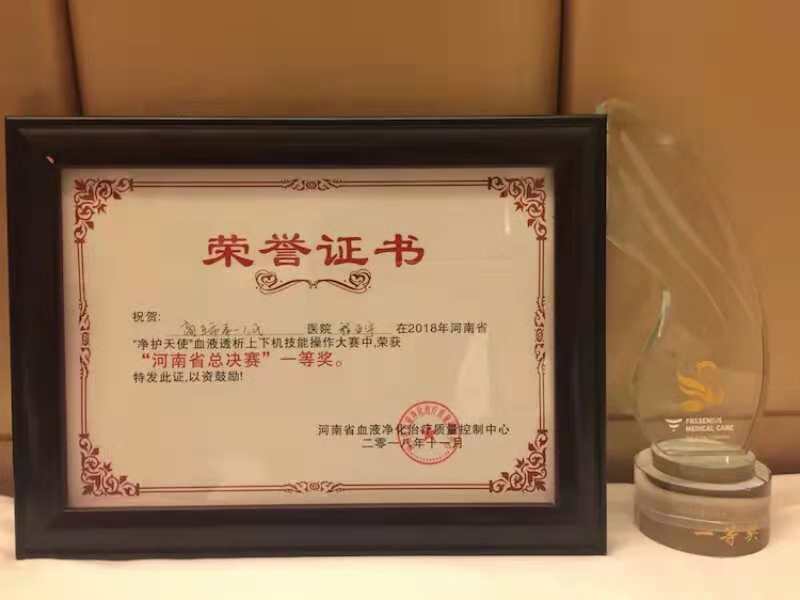 荣誉证书
祝贺:
医院 在2018年河南省
“净护天使”血液透析上下机技能操作大赛中,荣获
“河南省总决赛”一等奖。
特发此证,以资鼓励!
河南省血液净化治疗质量控制中心
二零一八年十一月
FRESENIUS
MEDICAL CARE
一等奖